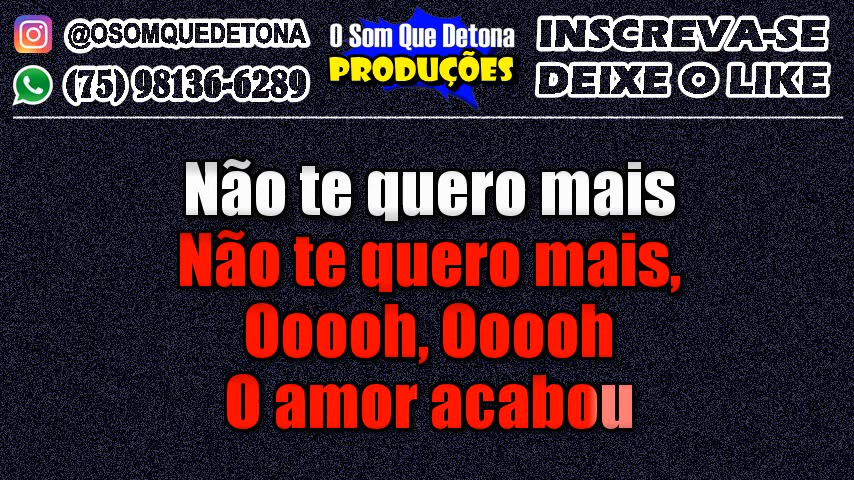 @OSOMQUEDETONA
(75) 98136-6289
O Som Que Detona
PRODUÇÕES
INSCREVA-SE
DEIXE O LIKE
Não te quero mais
Não te quero mais,
Ooooh, Ooooh
O amor acabou